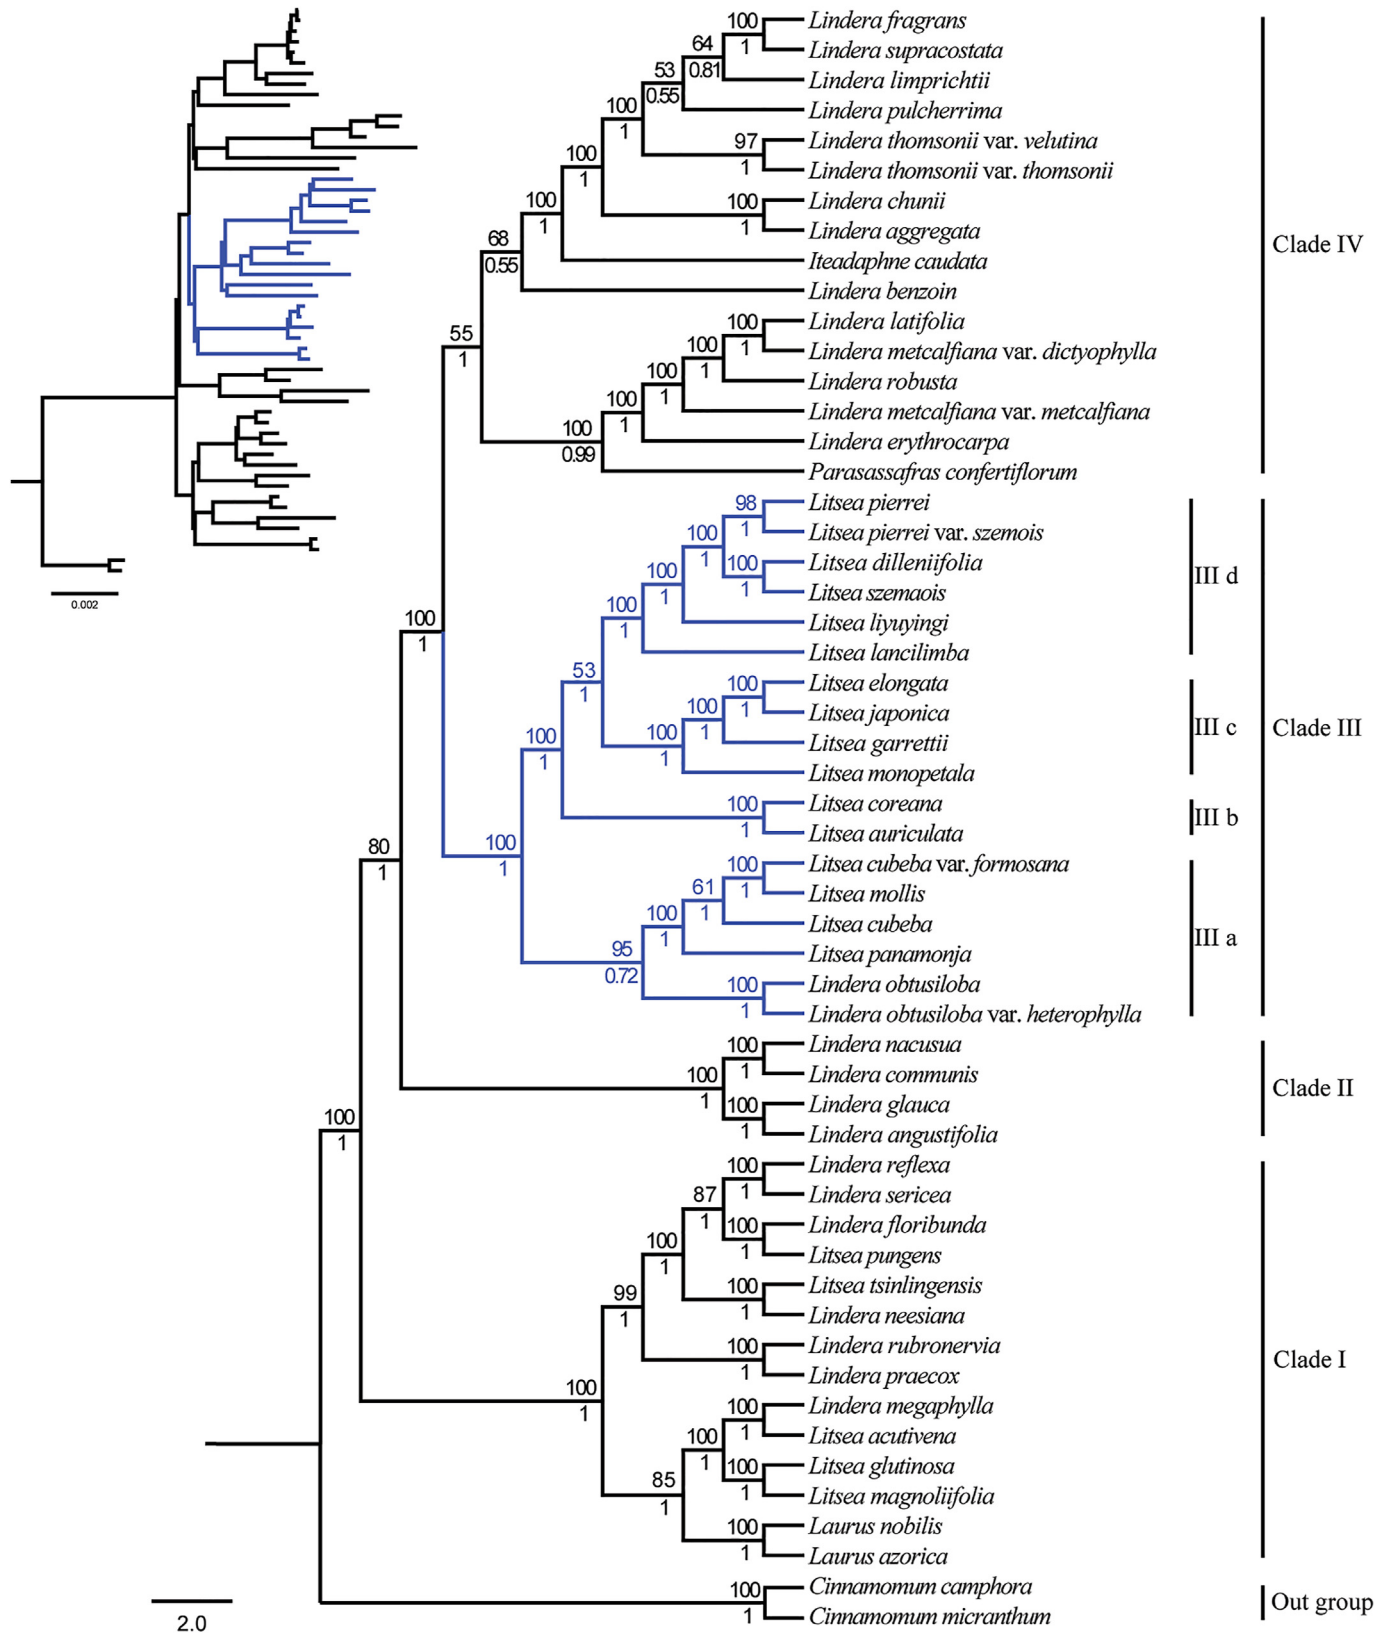 100
1
Lindera fragrans
Lindera supracostata
64
0.81
Lindera limprichtii
53
0.55
Lindera pulcherrima
100
1
97
1
Lindera thomsonii var. velutina
Lindera thomsonii var. thomsonii
100
1
100
1
Lindera chunii
Lindera aggregata
100
1
Iteadaphne caudata
68
0.55
Lindera benzoin
Clade IV
55
1
100
1
Lindera latifolia
Lindera metcalfiana var. dictyophylla
100
1
Lindera robusta
100
1
Lindera metcalfiana var. metcalfiana
100
1
Lindera erythrocarpa
100
0.99
Parasassafras confertiflorum
98
1
Litsea pierrei
Litsea pierrei var. szemois
100
1
100
1
Litsea dilleniifolia
Litsea szemaois
III d
100
1
Litsea liyuyingi
100
1
Litsea lancilimba
0.002
100
1
53
1
100
1
Litsea elongata
Litsea japonica
100
1
Litsea garrettii
III c
Clade III
100
1
Litsea monopetala
100
1
100
1
Litsea coreana
Litsea auriculata
III b
100
1
100
1
Litsea cubeba var. formosana
Litsea mollis
61
1
Litsea cubeba
100
1
Litsea panamonja
III a
95
0.72
100
1
Lindera obtusiloba
Lindera obtusiloba var. heterophylla
80
1
100
1
Lindera nacusua
Lindera communis
100
1
100
1
Lindera glauca
Lindera angustifolia
Clade II
100
1
100
1
Lindera reflexa
Lindera sericea
87
1
100
1
Lindera floribunda
Litsea pungens
100
1
100
1
Litsea tsinlingensis
Lindera neesiana
99
1
100
1
Lindera rubronervia
Lindera praecox
Clade I
100
1
100
1
Lindera megaphylla
Litsea acutivena
100
1
100
1
Litsea glutinosa
Litsea magnoliifolia
85
1
100
1
Laurus nobilis
Laurus azorica
100
1
Cinnamomum camphora
Cinnamomum micranthum
Out group
2.0